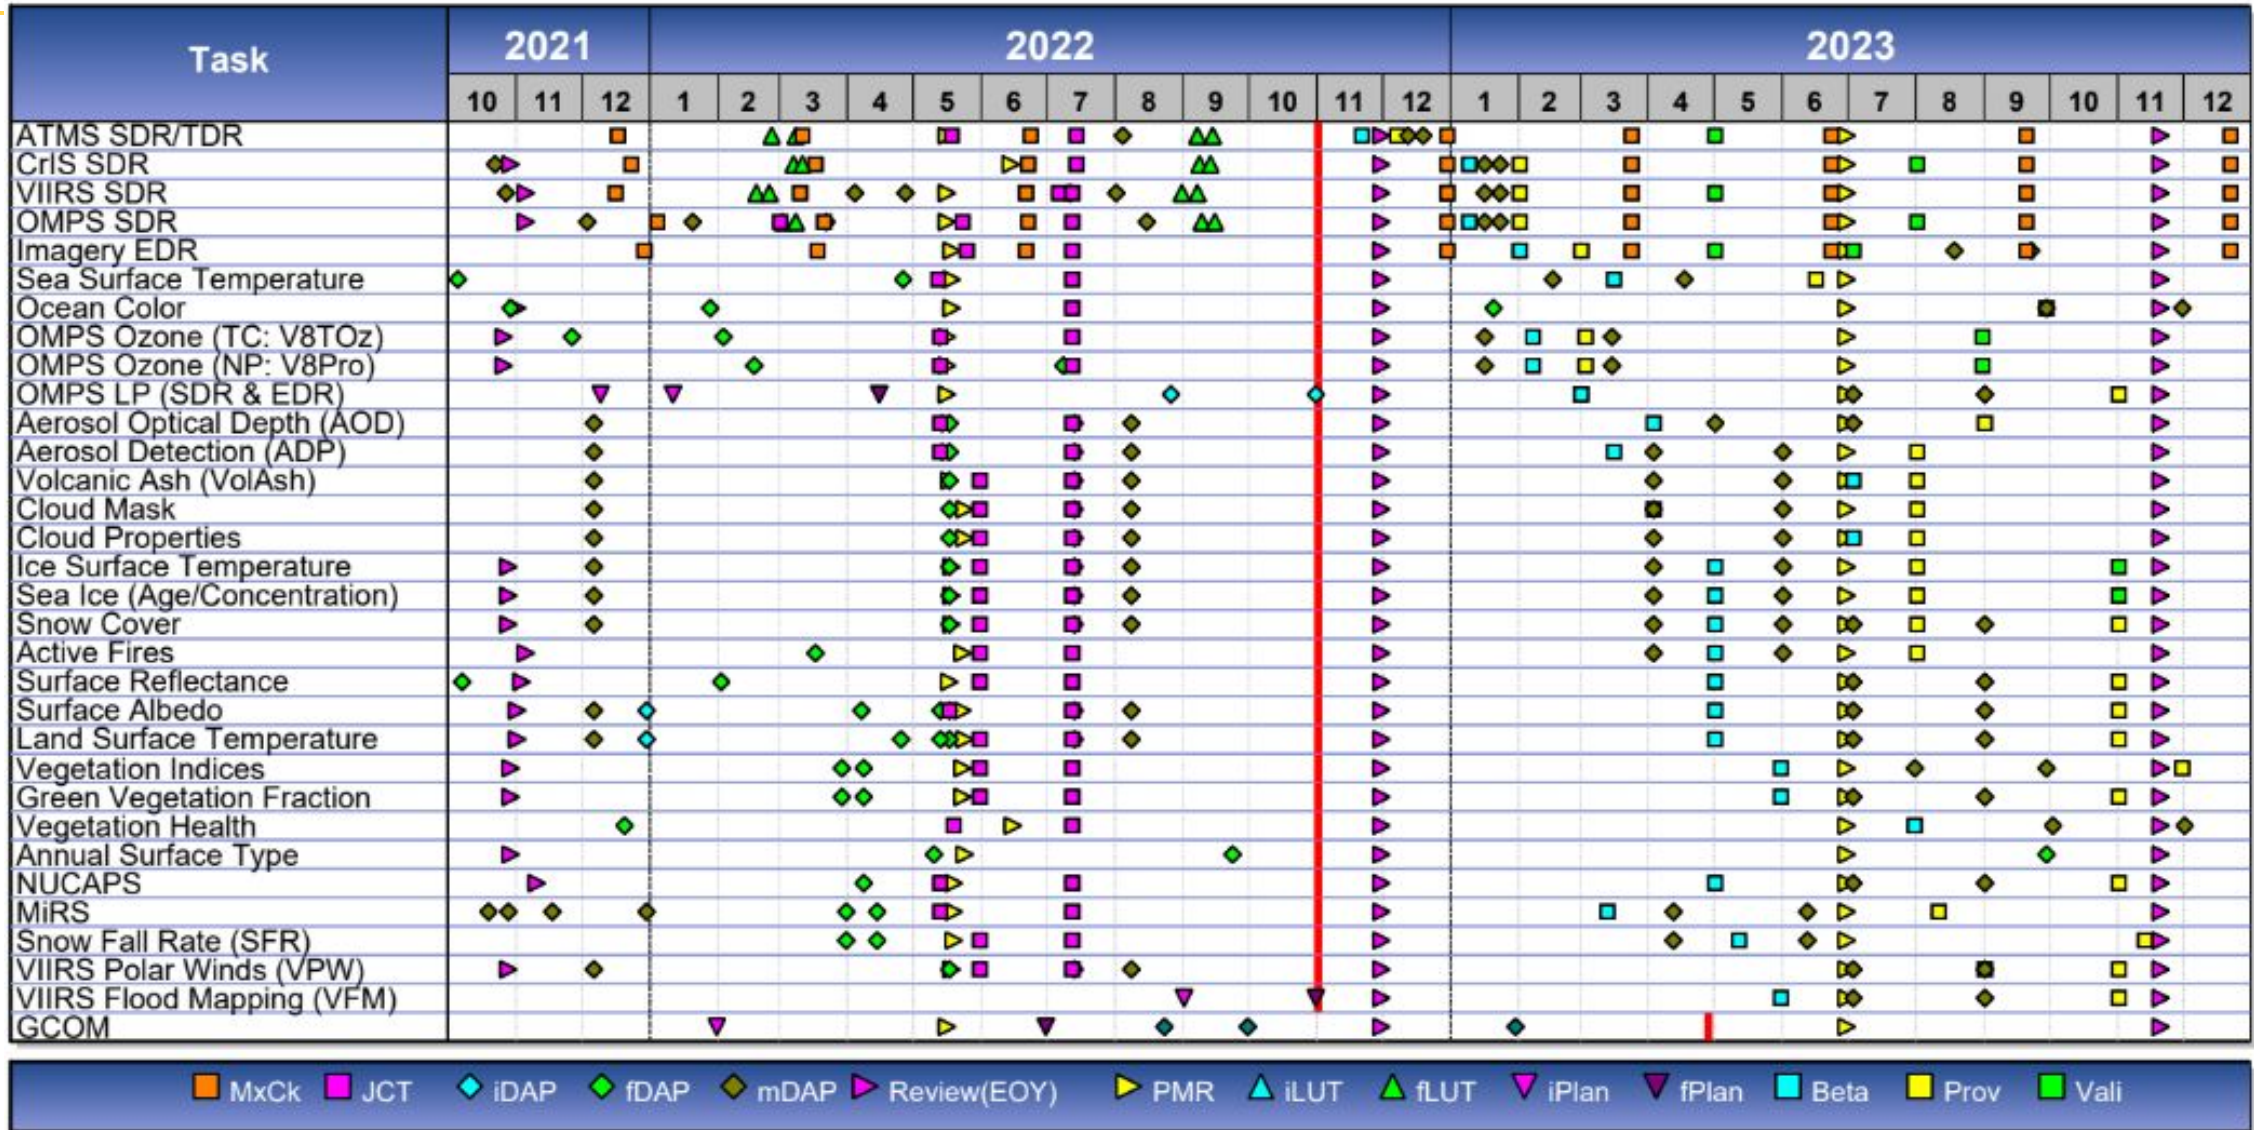 Task 2021 2022 2023
10 11 12 1 2 3 4 5 6 7 8 9 10 11 12 1 2 3 4 5 6 7 8 9 10 11 12
ATMS SDR/TDR
CrIS SDR
VIIRS SDR
OMPS SDR
Imagery EDR
Sea Surface Temperature
Ocean Color
OMPS Ozone (TC: V8TOz)
OMPS Ozone (NP: V8Pro)
OMPS LP (SDR & EDR)
Aerosol Optical Depth (AOD)
Aerosol Detection (ADP)
Volcanic Ash (VolAsh)
Cloud Mask
Cloud Properties
Ice Surface Temperature
Sea Ice (Age/Concentration)
Snow Cover
Active Fires
Surface Reflectance
Surface Albedo
Land Surface Temperature
Vegetation Indices
Green Vegetation Fraction
Vegetation Health
Annual Surface Type
NUCAPS
MiRS
Snow Fall Rate (SFR)
VIIRS Polar Winds (VPW)
VIIRS Flood Mapping (VFM)
GCOM
MxCk JCT iDAP fDAP mDAP Review(EOY) PMR iLUT fLUT iPlan fPlan Beta Prov Vali